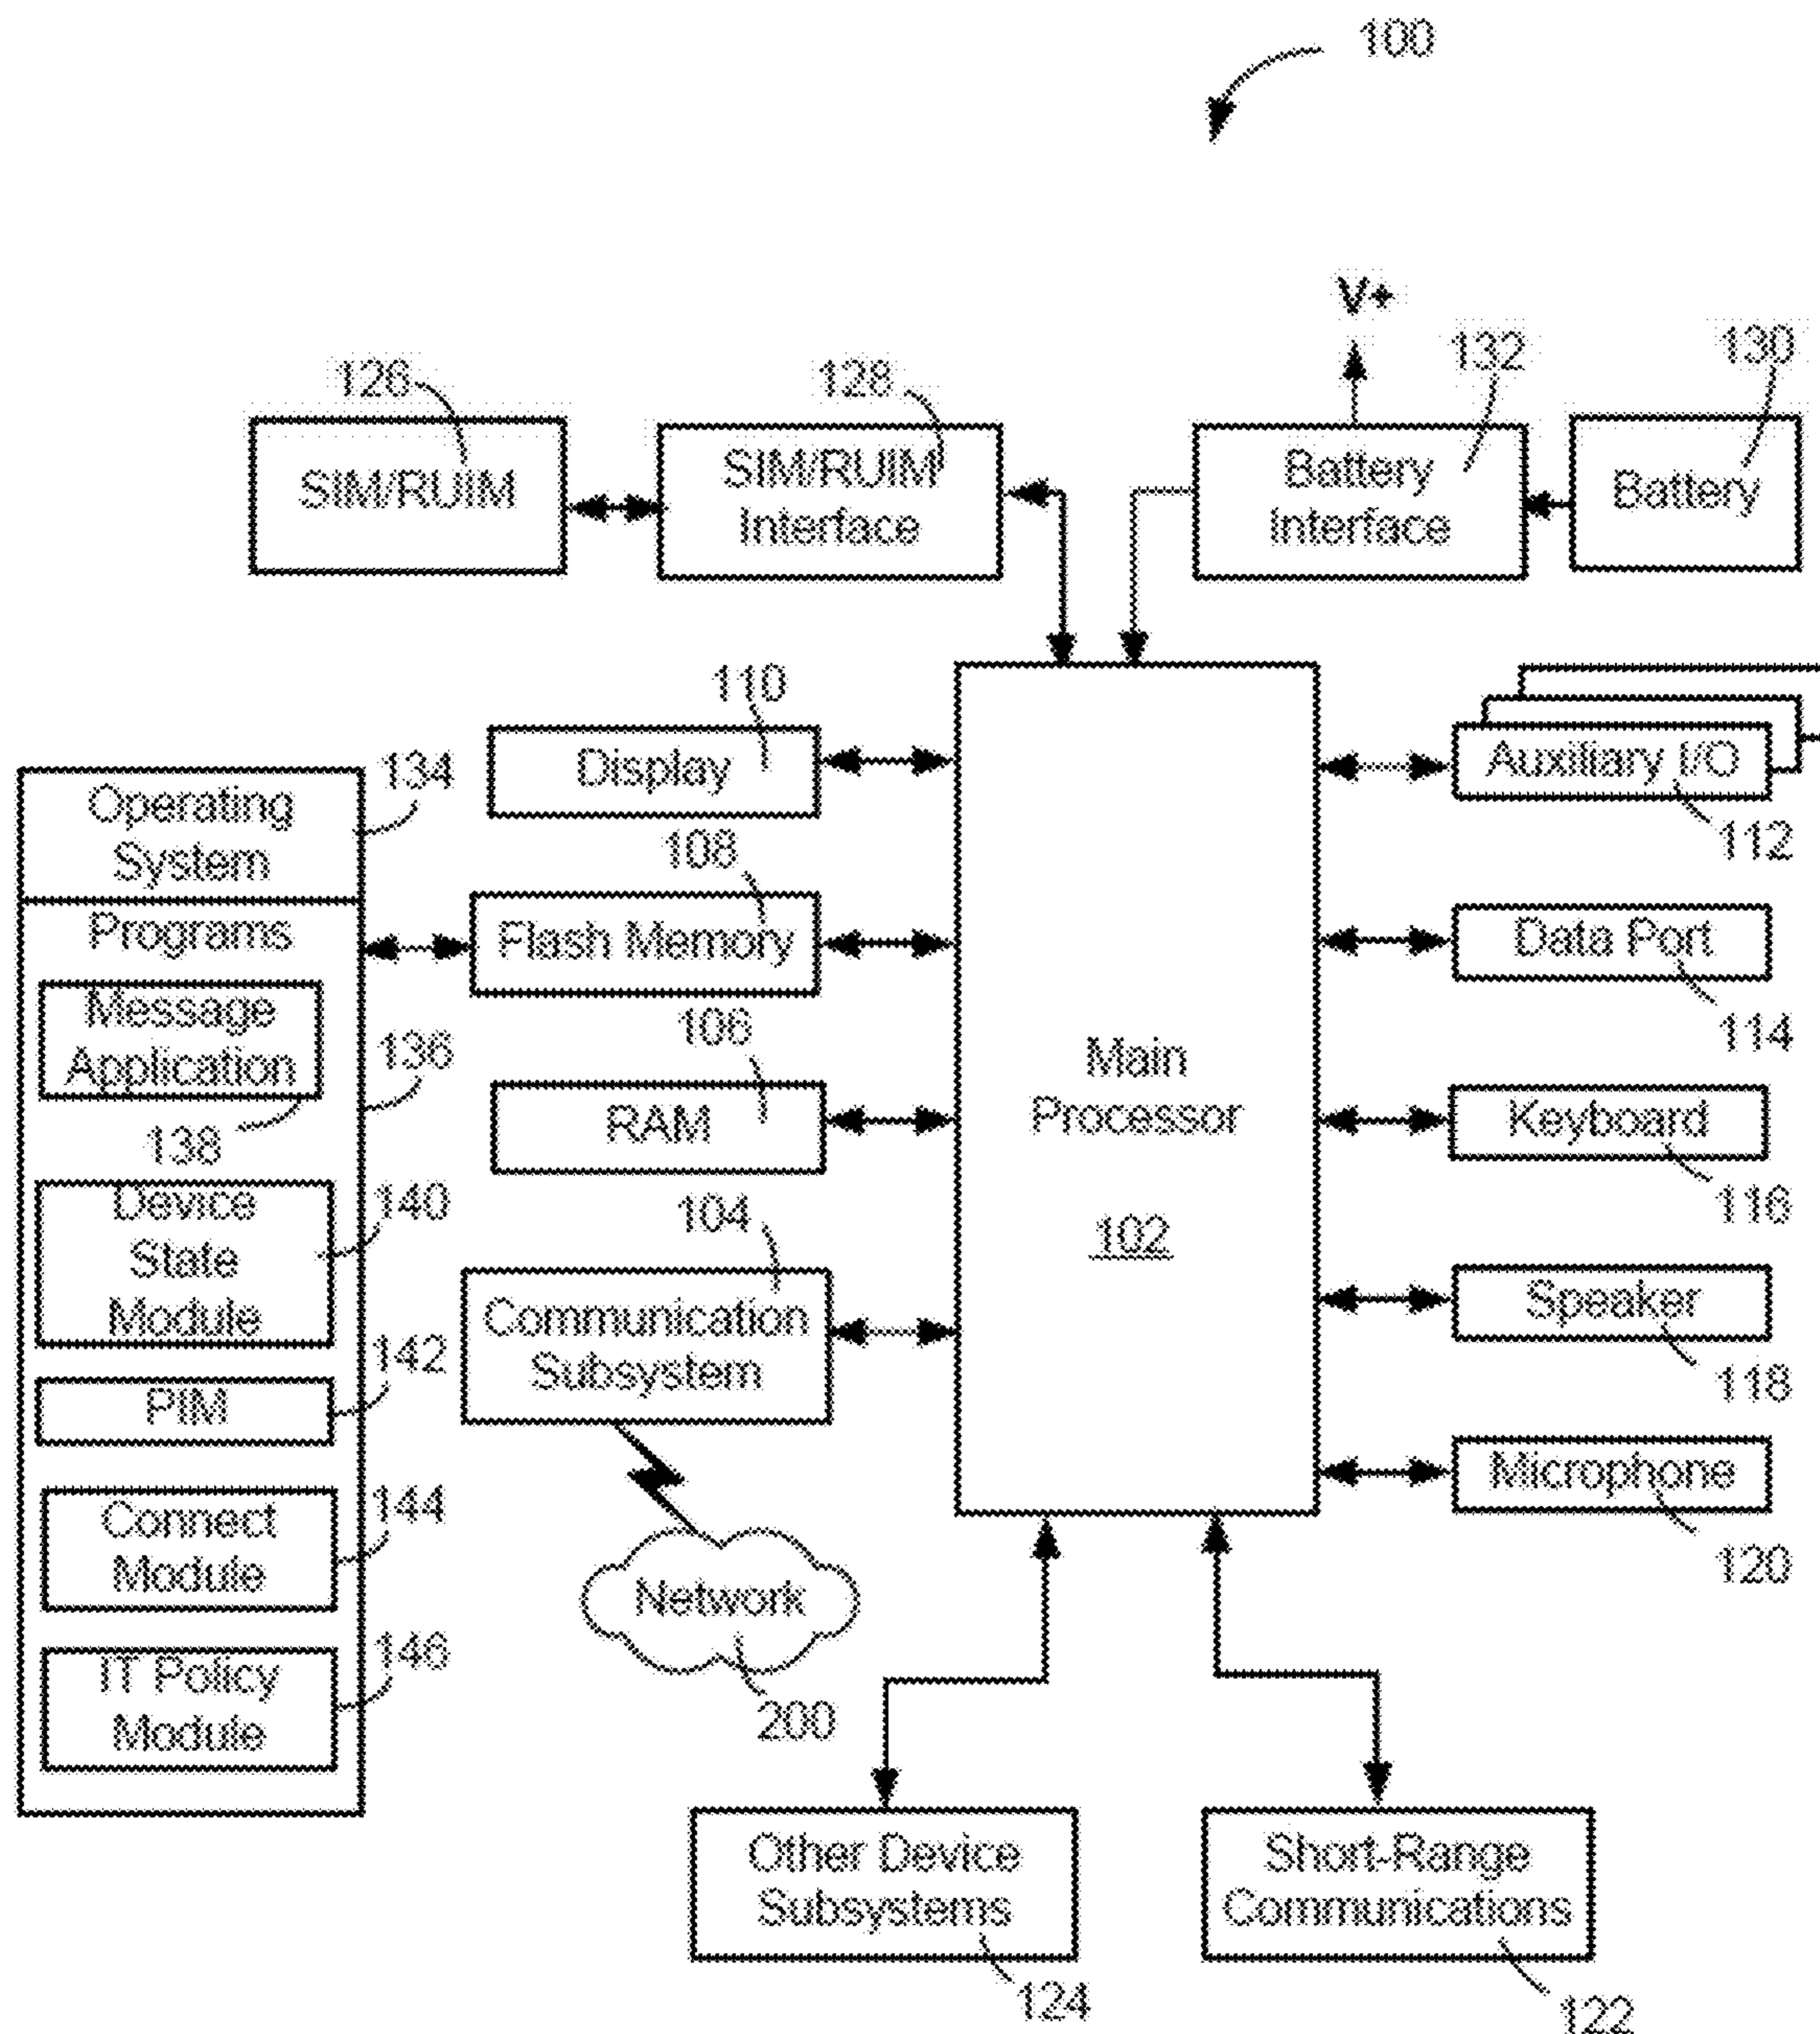 100
V+
126
128
132
130
SIM/RUIM
SIM/RUIM
Interface
Battery
Interface
Battery
110
Display
134
Operating
System
108
Flash Memory
Programs
Message
Application
138
136
106
RAM
Device
State
Module
140
104
Communication
Subsystem
142
PIM
144
Connect
Module
146
IT Policy
Module
Network
200
Main
Processor
102
Auxiliary I/O
112
Data Port
114
Keyboard
116
Speaker
118
Microphone
120
Other Device
Subsystems
124
Short-Range
Communications
122